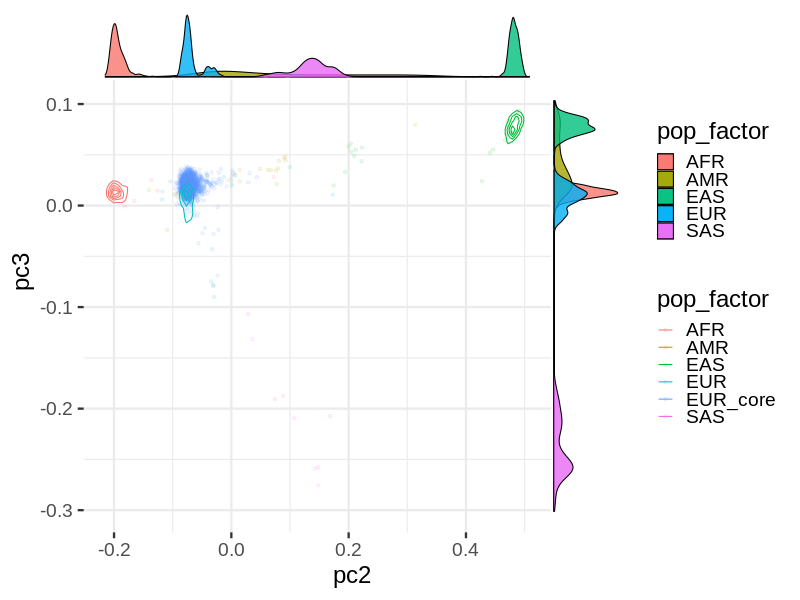 0.1
0.0
-0.1
-0.2
-0.3
pc3
-0.2
0.0
0.2
0.4
pc2
pop_factor
AFR
AMR
EAS
EUR
SAS
pop_factor
AFR
AMR
EAS
EUR
EUR_core
SAS